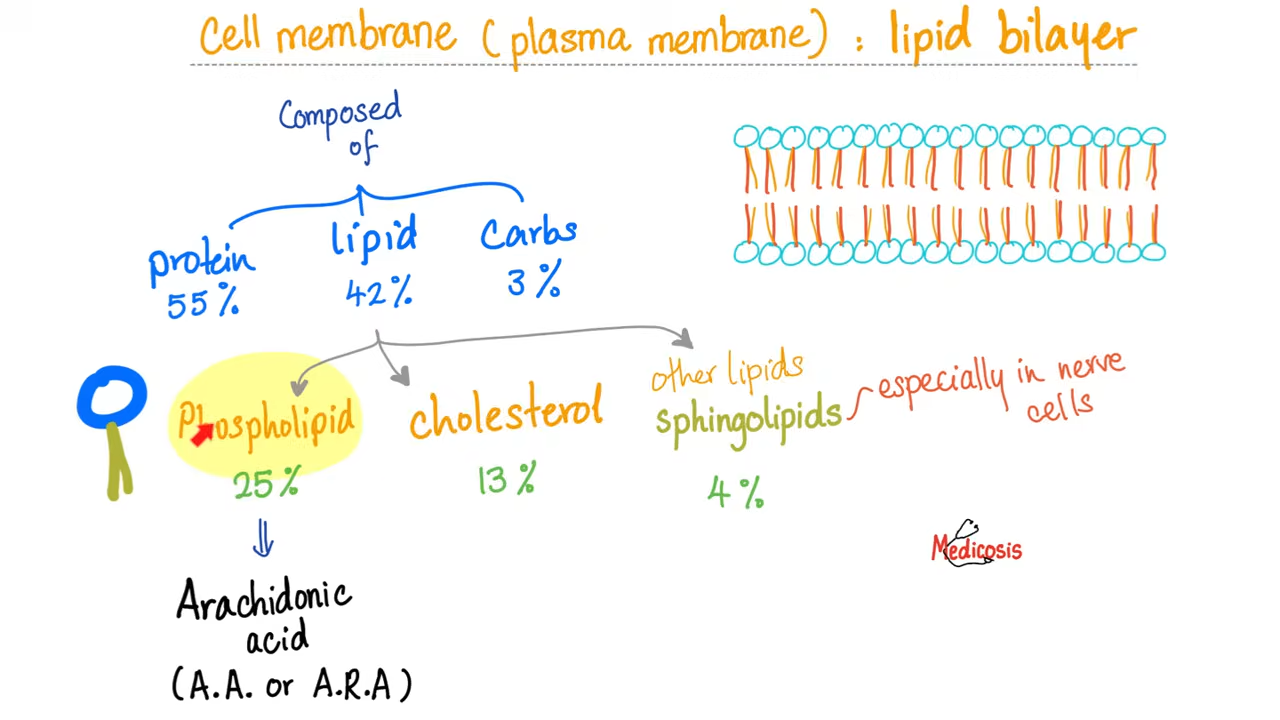 Cell membrane (plasma membrane) : lipid bilayer
Composed
of
protein
55%
lipid
42%
Carbs
3%
Phospholipid
25%
cholesterol
13%
other lipids
sphingolipids
4%
especially in nerve
cells
Arachidonic
acid
(A.A. or A.R.A)
Medicosis